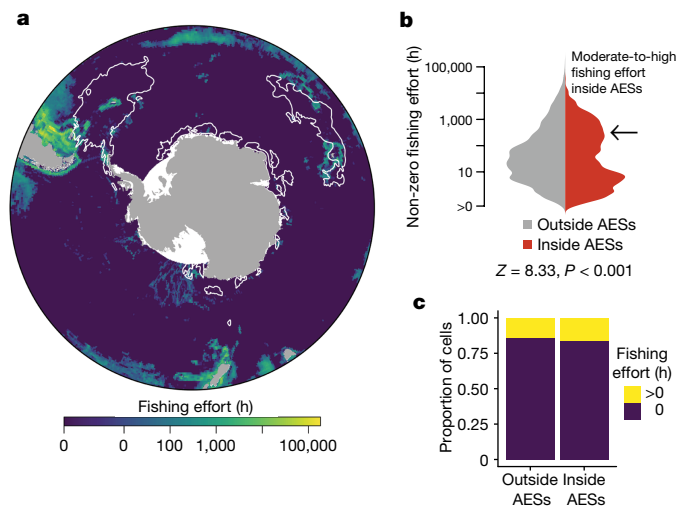 a
Fishing effort (h)
0 0 100 1,000 100,000
b
Non-zero fishing effort (h)
100,000
1,000
10
>0
Moderate-to-high
fishing effort
inside AESs
Outside AESs
Inside AESs
Z = 8.33, P < 0.001
c
Proportion of cells
1.00
0.75
0.50
0.25
0
Outside
AESs
Inside
AESs
Fishing
effort (h)
>0
0